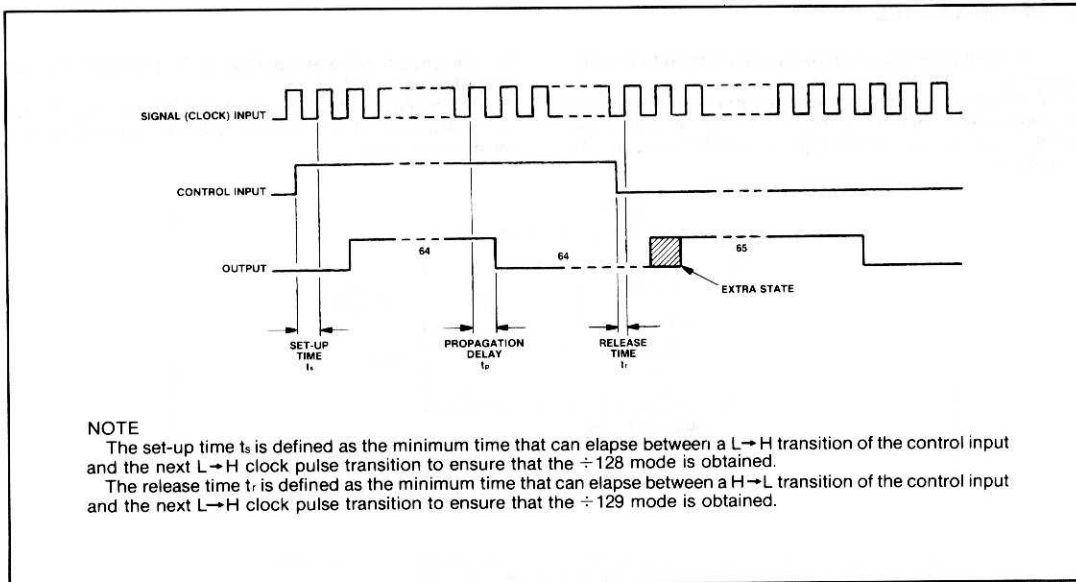 SIGNAL (CLOCK) INPUT
CONTROL INPUT
OUTPUT
64
64
65
EXTRA STATE
SET-UP
TIME
ts
PROPAGATION
DELAY
tp
RELEASE
TIME
tr
NOTE
The set-up time ts is defined as the minimum time that can elapse between a L→H transition of the control input
and the next L→H clock pulse transition to ensure that the ÷128 mode is obtained.
The release time tr is defined as the minimum time that can elapse between a H→L transition of the control input
and the next L→H clock pulse transition to ensure that the ÷129 mode is obtained.